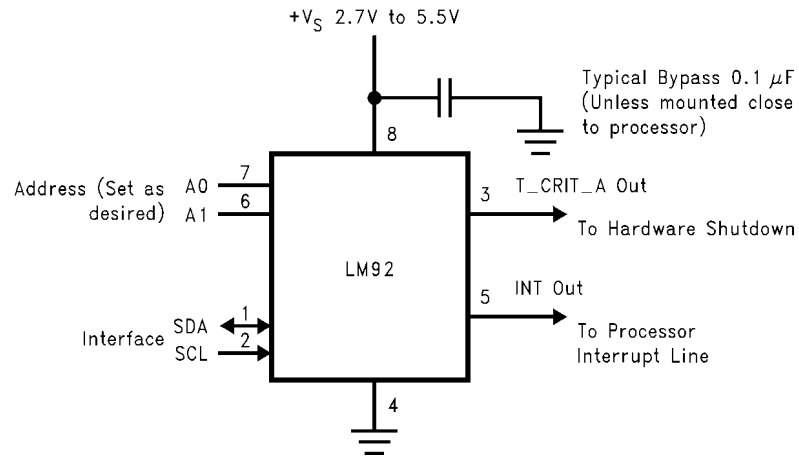 +VS 2.7V to 5.5V
Typical Bypass 0.1 μF
(Unless mounted close
to processor)
8
Address (Set as
desired)
A0
7
A1
6
3
T_CRIT_A Out
To Hardware Shutdown
LM92
5
INT Out
To Processor
Interrupt Line
Interface
SDA
1
SCL
2
4